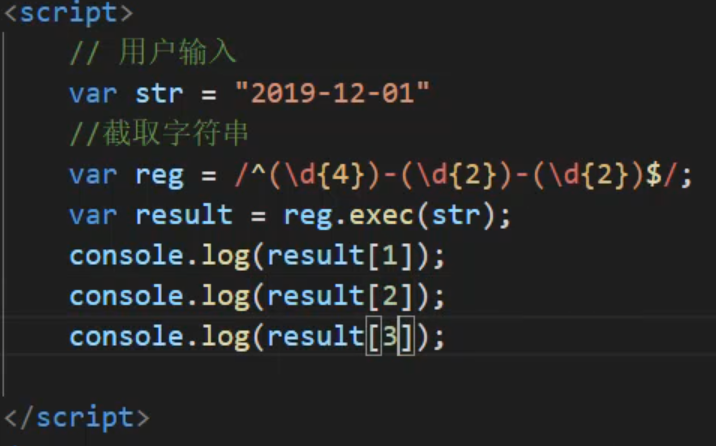 <script>
// 用户输入
var str = "2019-12-01"
//截取字符串
var reg = /^(\d{4})-(\d{2})-(\d{2})$/;
var result = reg.exec(str);
console.log(result[1]);
console.log(result[2]);
console.log(result[3]);
</script>